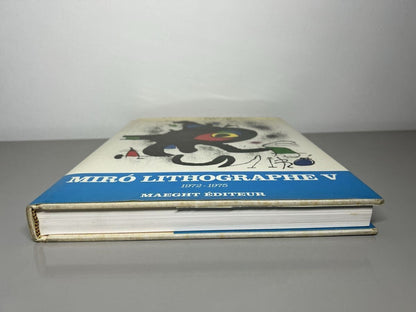 MIRÓ LITHOGRAPHE V
1972-1975
MAEGHT ÉDITEUR